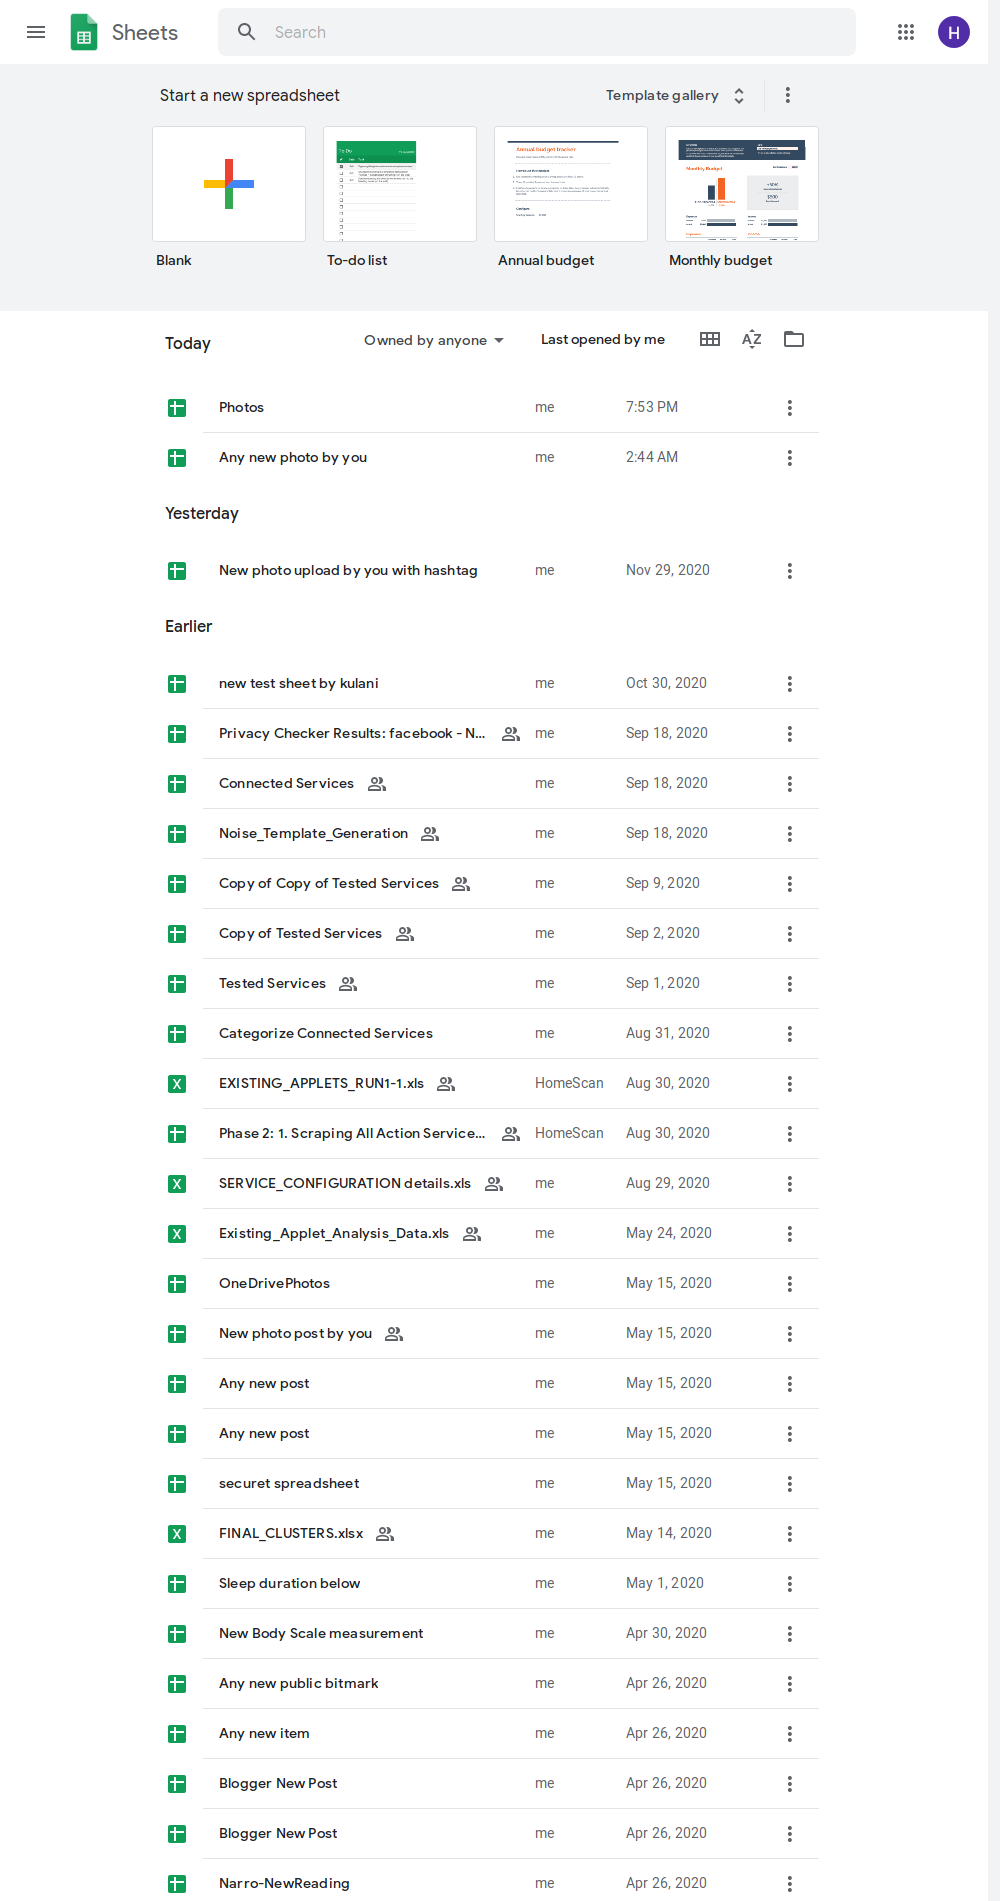 Sheets
Search
H
Start a new spreadsheet
Template gallery
To Do
Annual budget tracker
Monthly Budget
Blank
To-do list
Annual budget
Monthly budget
Today
Owned by anyone
Last opened by me
AZ
Photos me 7:53 PM
Any new photo by you me 2:44 AM
Yesterday
New photo upload by you with hashtag me Nov 29, 2020
Earlier
new test sheet by kulani me Oct 30, 2020
Privacy Checker Results: facebook - N... me Sep 18, 2020
Connected Services me Sep 18, 2020
Noise_Template_Generation me Sep 18, 2020
Copy of Copy of Tested Services me Sep 9, 2020
Copy of Tested Services me Sep 2, 2020
Tested Services me Sep 1, 2020
Categorize Connected Services me Aug 31, 2020
X EXISTING_APPLETS_RUN1-1.xls HomeScan Aug 30, 2020
Phase 2: 1. Scraping All Action Service... HomeScan Aug 30, 2020
X SERVICE_CONFIGURATION details.xls me Aug 29, 2020
X Existing_Applet_Analysis_Data.xls me May 24, 2020
OneDrivePhotos me May 15, 2020
New photo post by you me May 15, 2020
Any new post me May 15, 2020
Any new post me May 15, 2020
securet spreadsheet me May 15, 2020
X FINAL_CLUSTERS.xlsx me May 14, 2020
Sleep duration below me May 1, 2020
New Body Scale measurement me Apr 30, 2020
Any new public bitmark me Apr 26, 2020
Any new item me Apr 26, 2020
Blogger New Post me Apr 26, 2020
Blogger New Post me Apr 26, 2020
Narro-NewReading me Apr 26, 2020